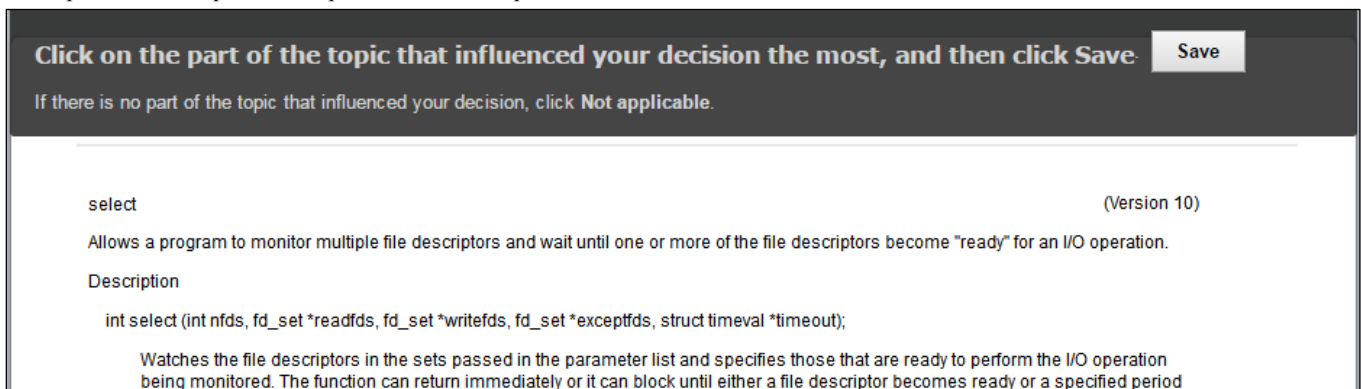 Click on the part of the topic that influenced your decision the most, and then click Save. Save
If there is no part of the topic that influenced your decision, click Not applicable.
select (Version 10)
Allows a program to monitor multiple file descriptors and wait until one or more of the file descriptors become "ready" for an I/O operation.
Description
int select (int nfds, fd_set *readfds, fd_set *writefds, fd_set *exceptfds, struct timeval *timeout);
Watches the file descriptors in the sets passed in the parameter list and specifies those that are ready to perform the I/O operation
being monitored. The function can return immediately or it can block until either a file descriptor becomes ready or a specified period